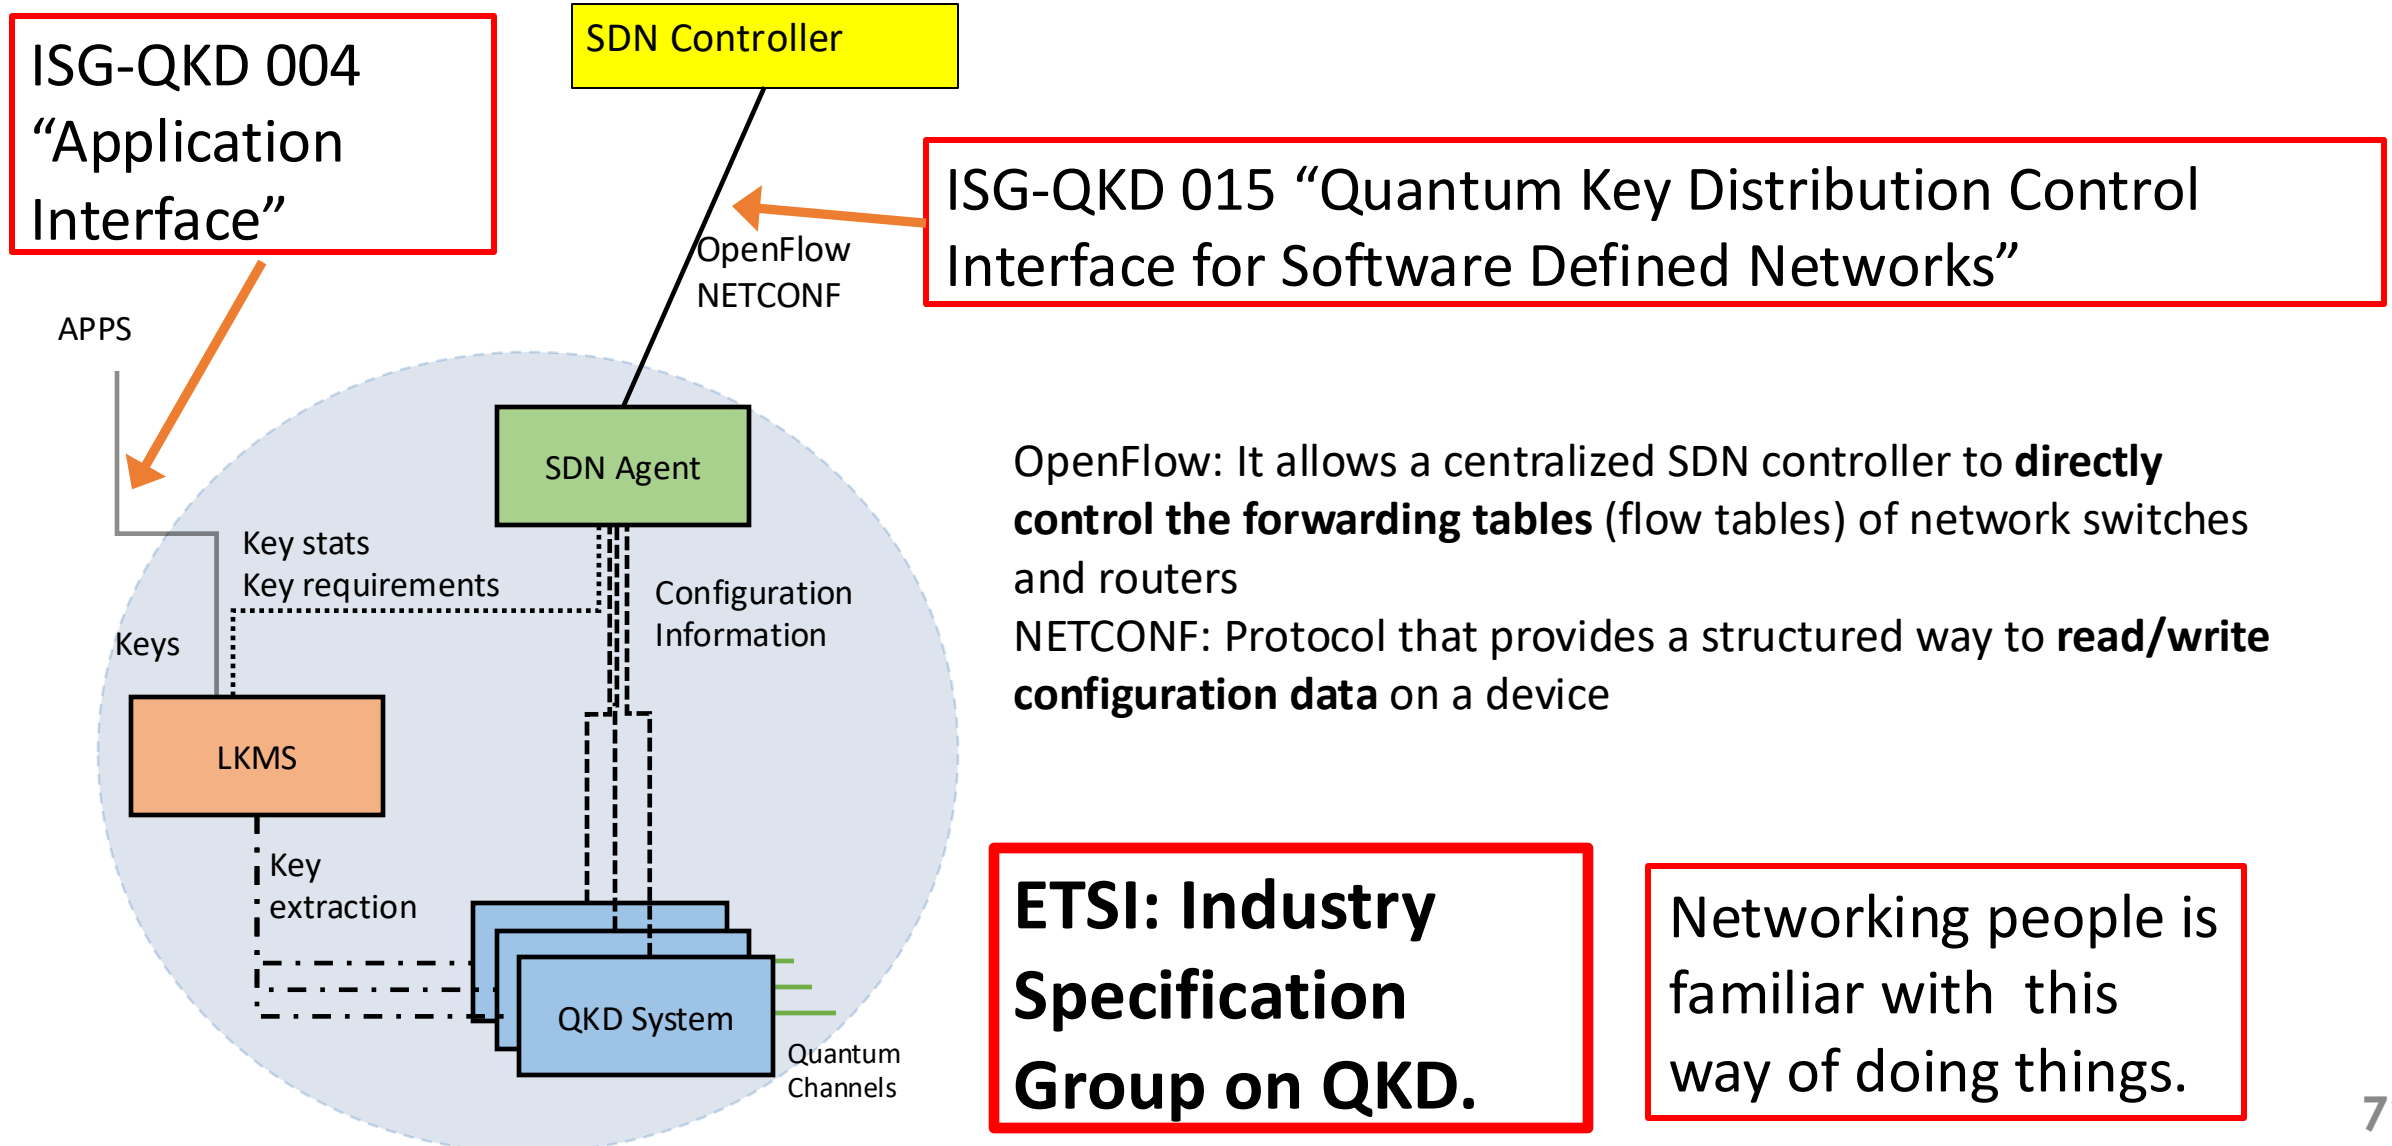 ISG-QKD 004
“Application
Interface”
SDN Controller
ISG-QKD 015 “Quantum Key Distribution Control
Interface for Software Defined Networks”
OpenFlow
NETCONF
APPS
SDN Agent
Key stats
Key requirements
Configuration
Information
Keys
LKMS
Key
extraction
QKD System
Quantum
Channels
OpenFlow: It allows a centralized SDN controller to directly
control the forwarding tables (flow tables) of network switches
and routers
NETCONF: Protocol that provides a structured way to read/write
configuration data on a device
ETSI: Industry
Specification
Group on QKD.
Networking people is
familiar with  this
way of doing things.
7